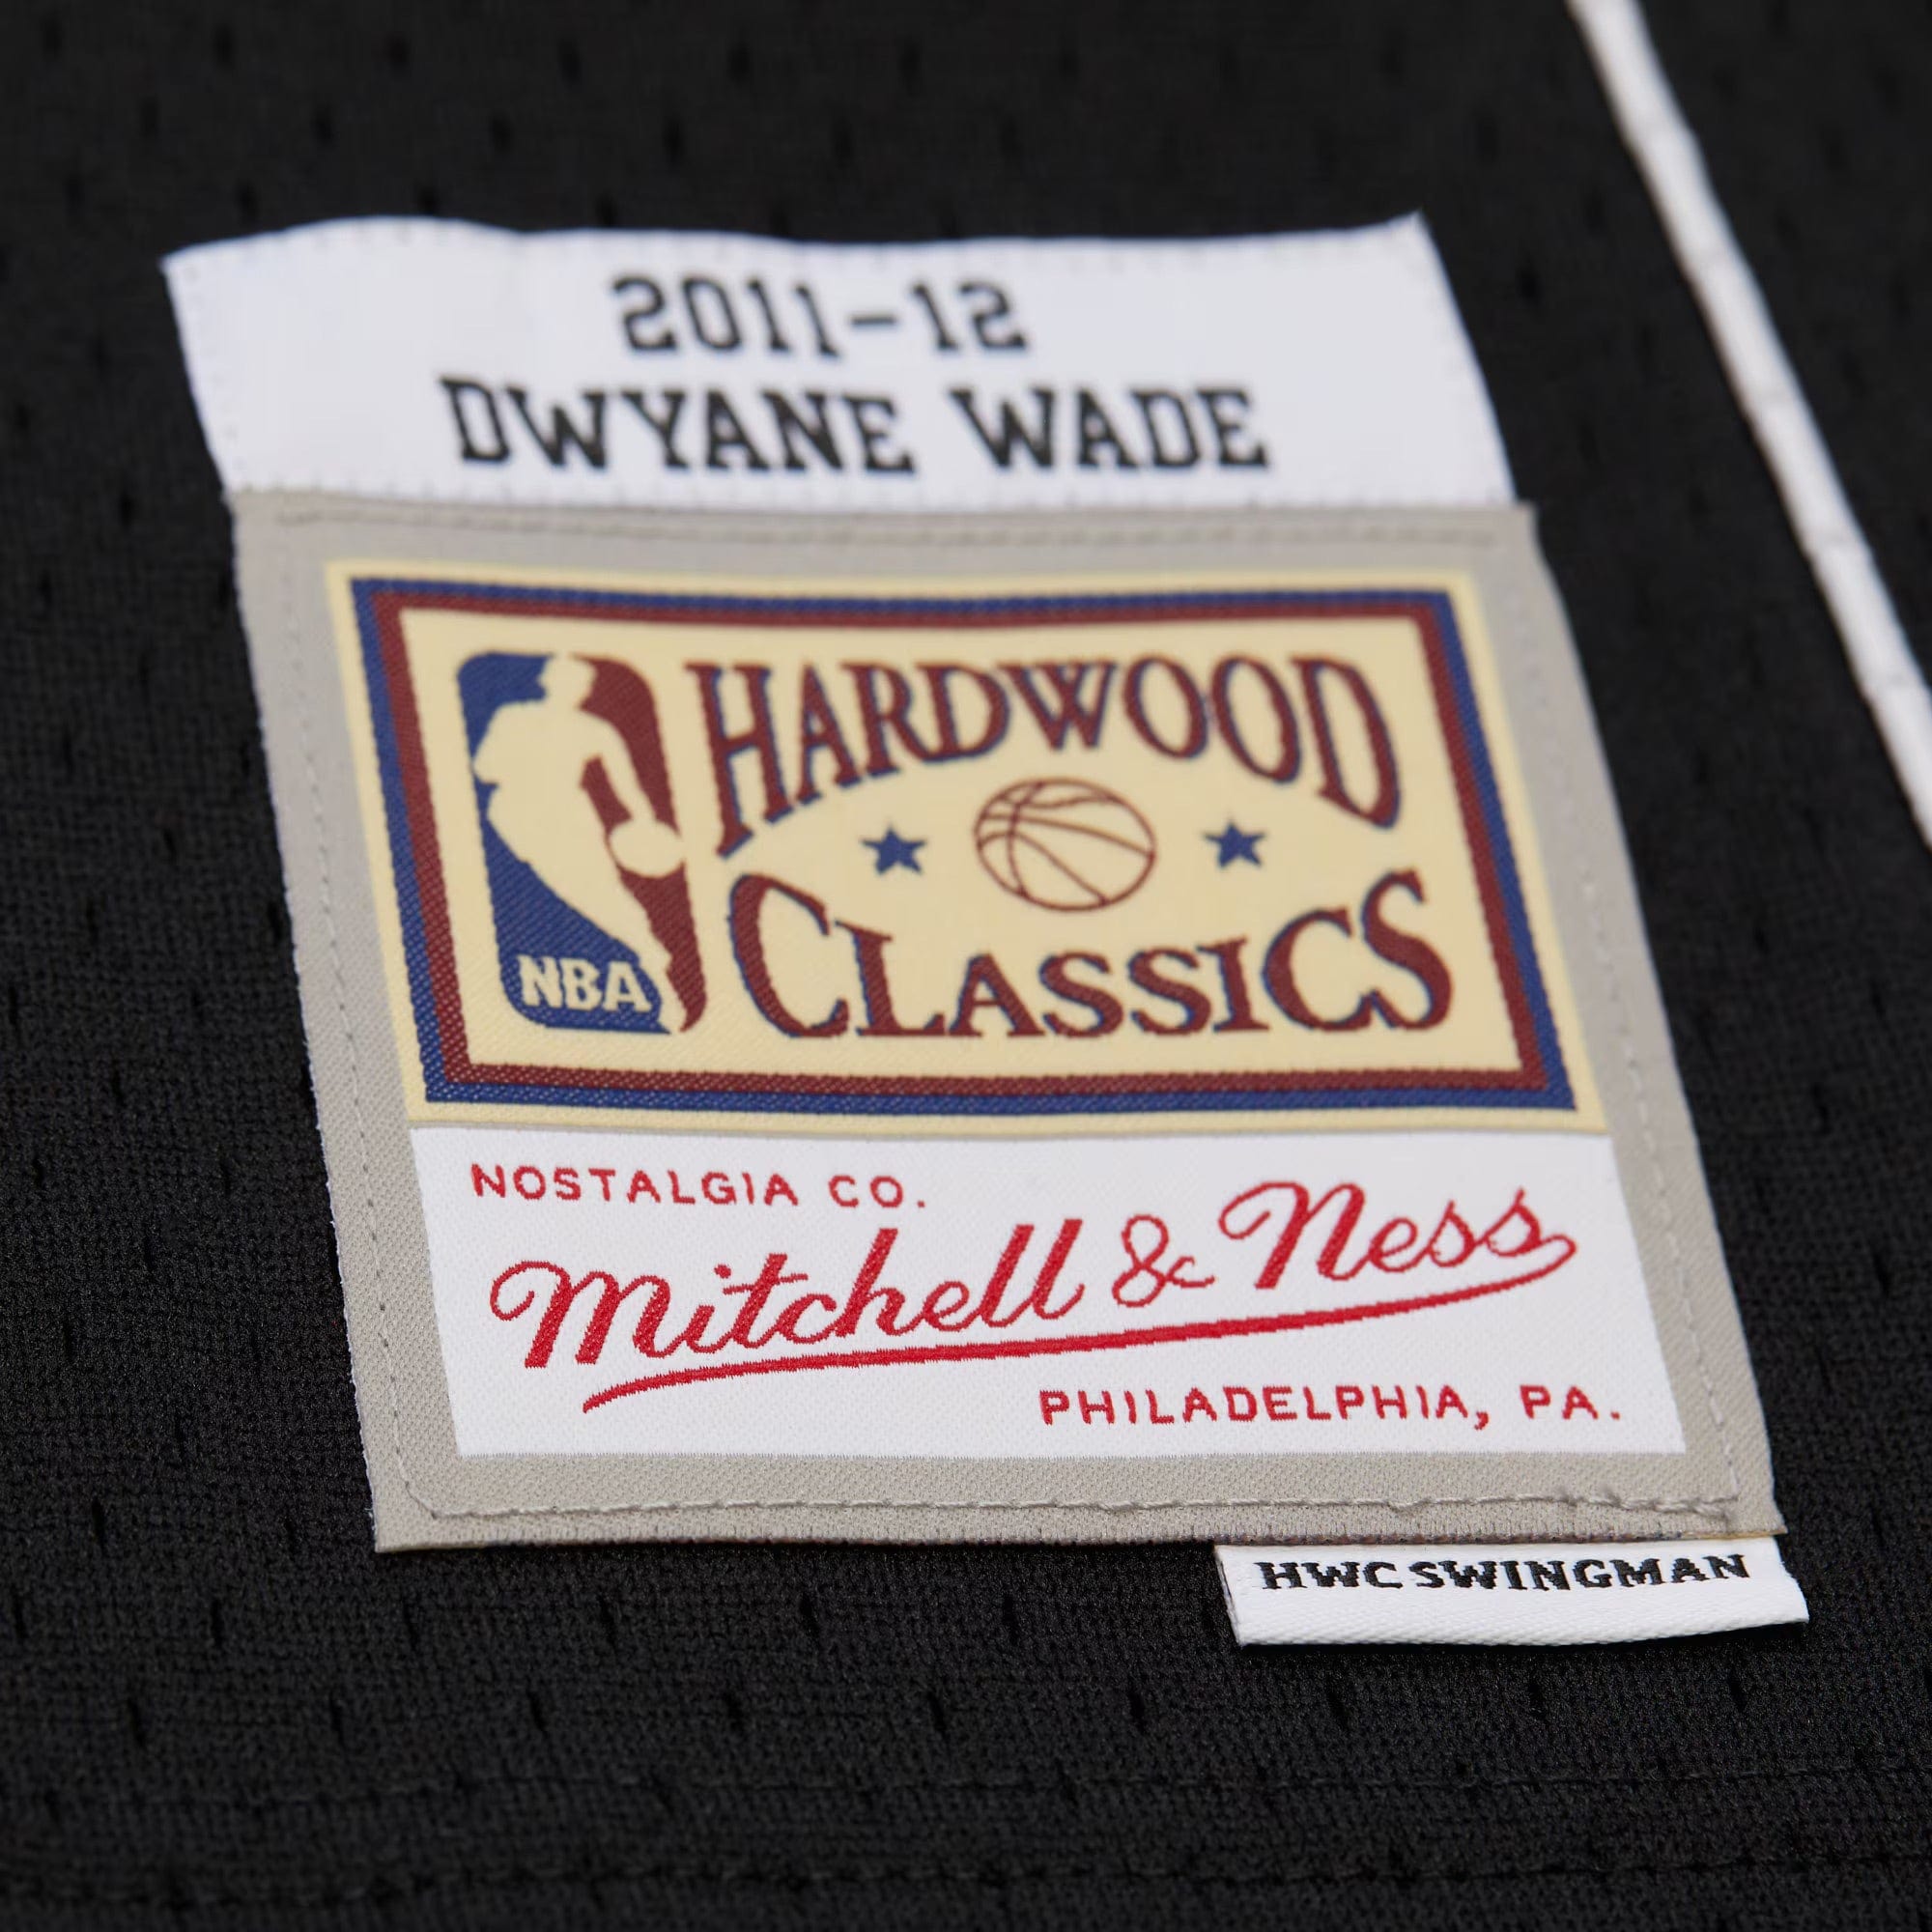 2011-12
DWYANE WADE
HARDWOOD
CLASSICS
NBA
NOSTALGIA CO.
Mitchell & Ness
PHILADELPHIA, PA.
HWC SWINGMAN